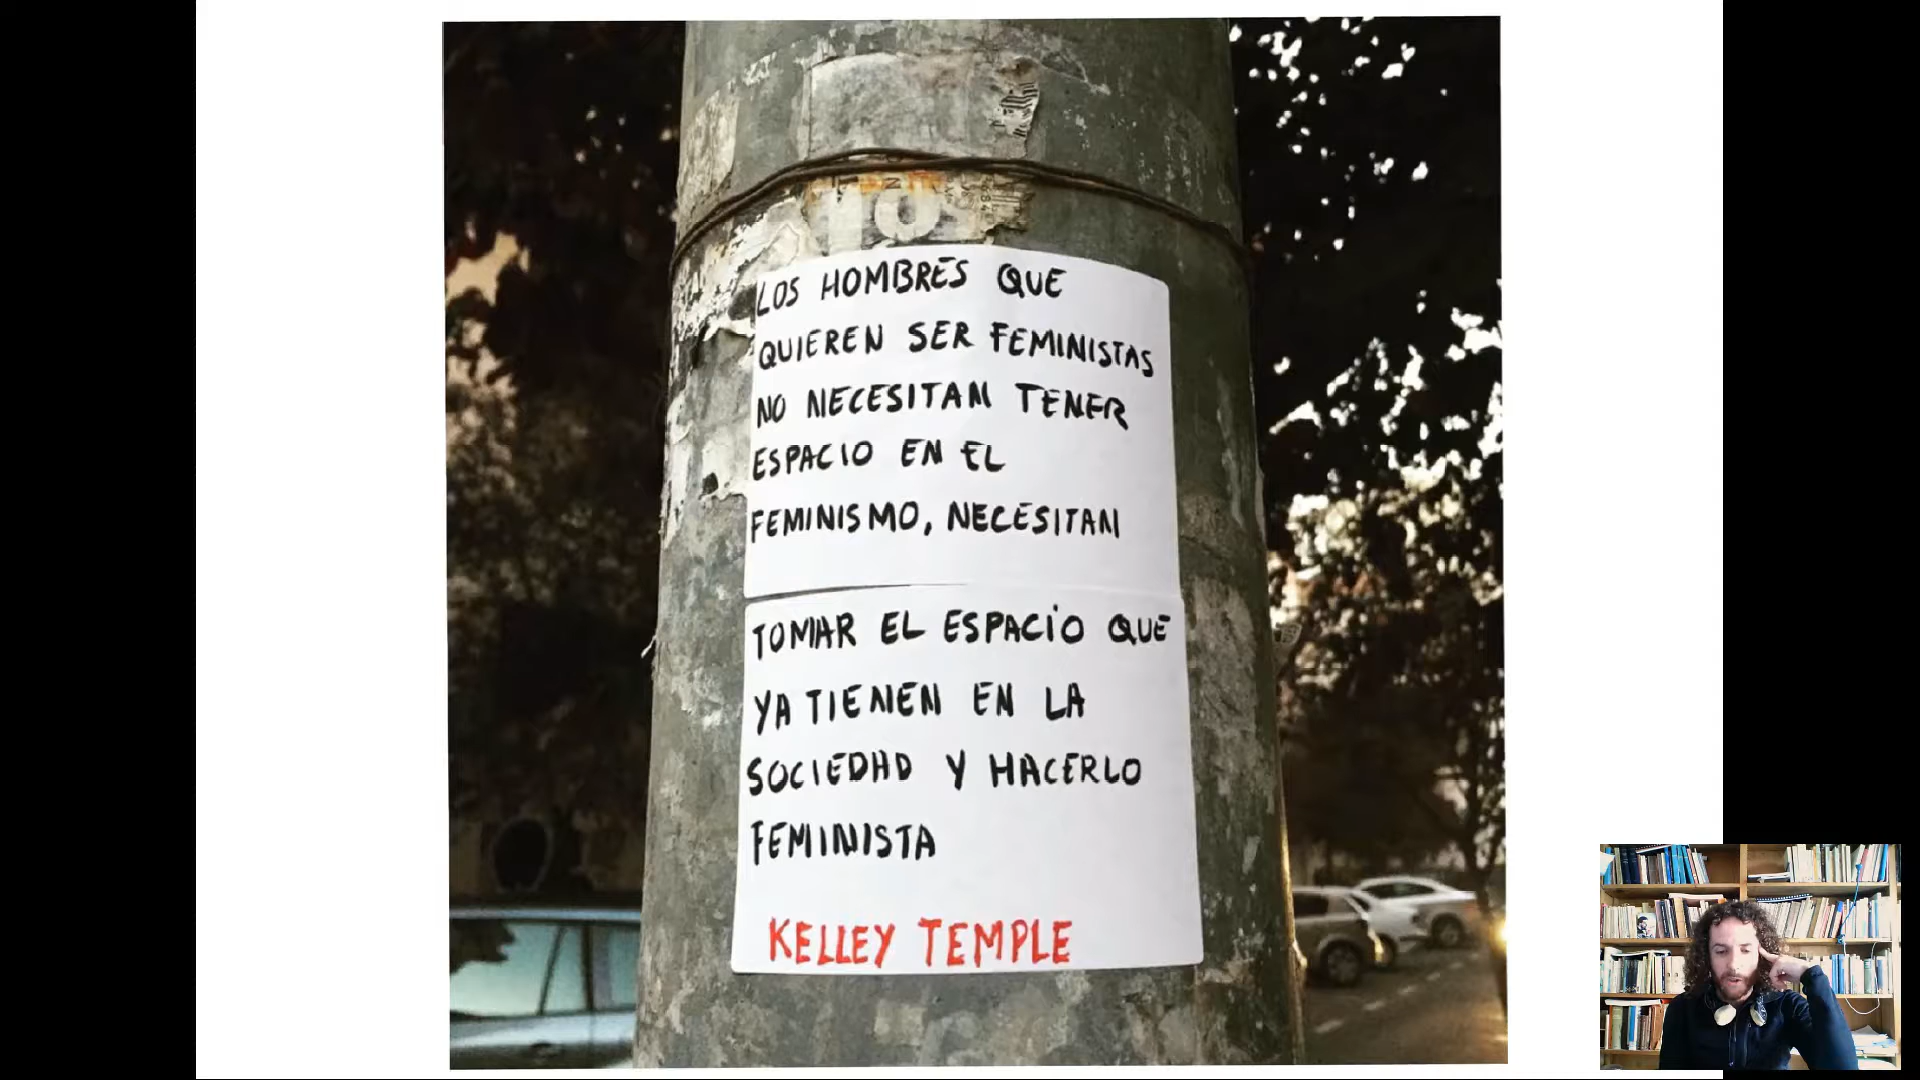 LOS HOMBRES QUE
QUIEREN SER FEMINISTAS
NO NECESITAN TENER
ESPACIO EN EL
FEMINISMO, NECESITAN
TOMAR EL ESPACIO QUE
YA TIENEN EN LA
SOCIEDAD Y HACERLO
FEMINISTA
KELLEY TEMPLE